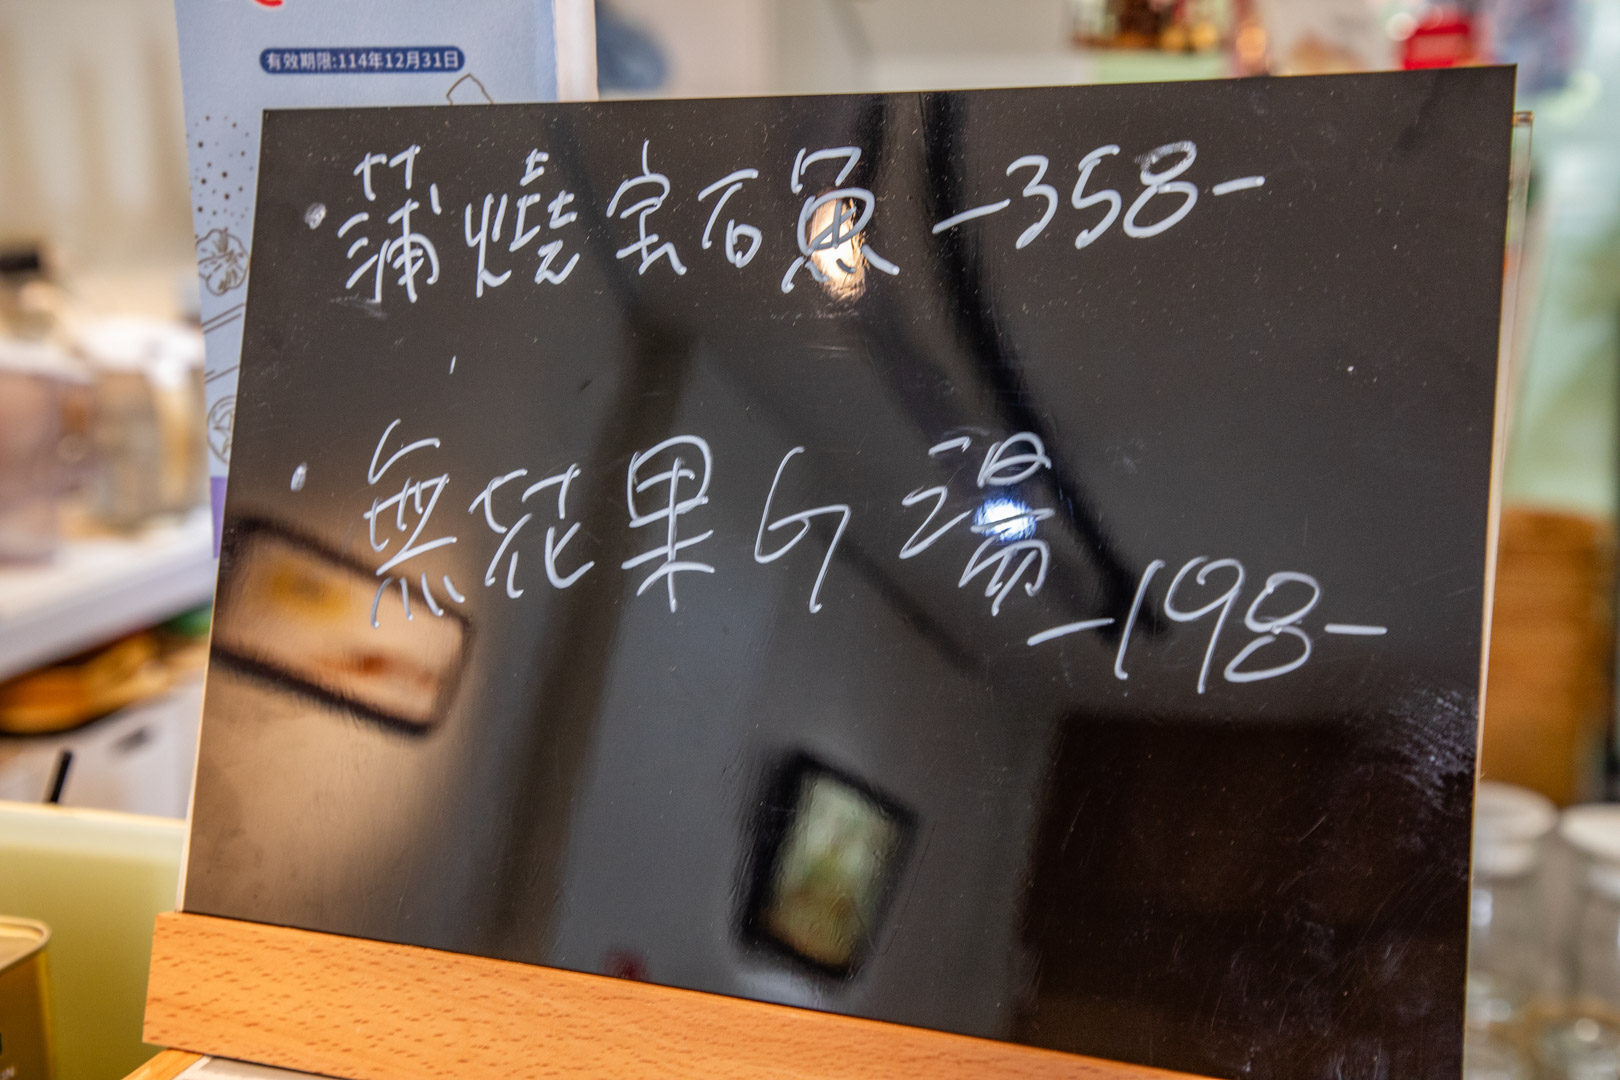 有效期限:114年12月31日
·蒲燒宝石魚 -358-
·無花果ㄅ湯 -198-